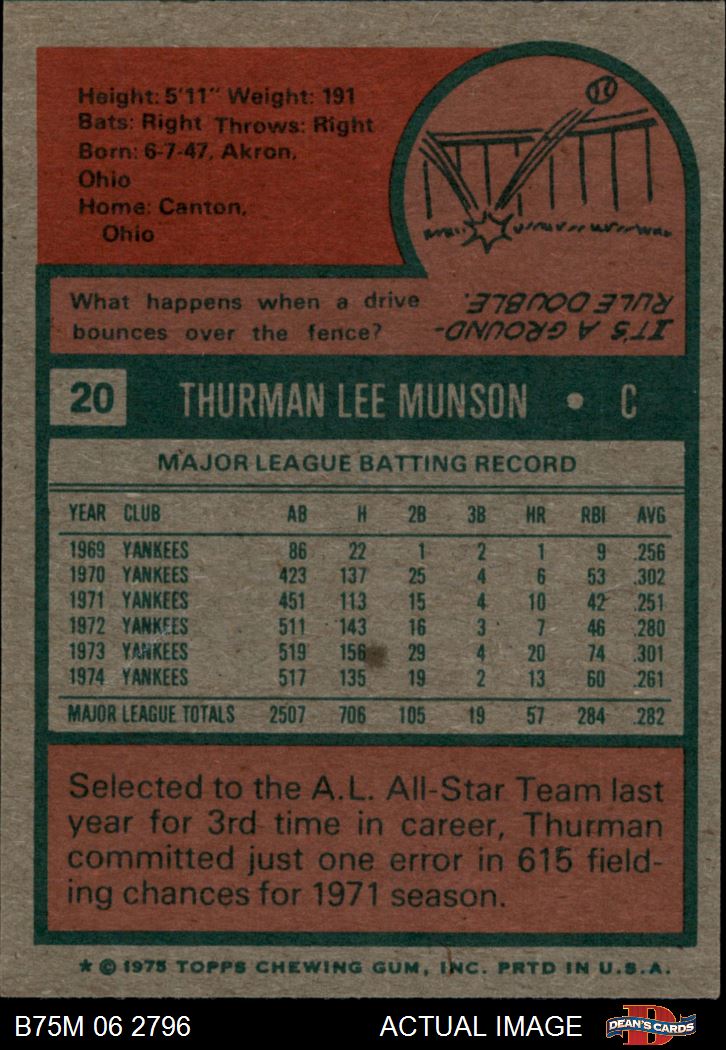 Height: 5'11" Weight: 191
Bats: Right Throws: Right
Born: 6-7-47, Akron,
Ohio
Home: Canton,
Ohio
What happens when a drive
bounces over the fence?
IT'S A GROUND-
RULE DOUBLE.
20 THURMAN LEE MUNSON • C
MAJOR LEAGUE BATTING RECORD
YEAR CLUB AB H 2B 3B HR RBI AVG
1969 YANKEES 86 22 1 2 1 9 .256
1970 YANKEES 423 137 25 4 6 53 .302
1971 YANKEES 451 113 15 4 10 42 .251
1972 YANKEES 511 143 16 3 7 46 .280
1973 YANKEES 519 156 29 4 20 74 .301
1974 YANKEES 517 135 19 2 13 60 .261
MAJOR LEAGUE TOTALS 2507 706 105 19 57 284 .282
Selected to the A.L. All-Star Team last
year for 3rd time in career, Thurman
committed just one error in 615 field-
ing chances for 1971 season.
* © 1975 TOPPS CHEWING GUM, INC. PRTD IN U.S.A.
B75M 06 2796 ACTUAL IMAGE DEAN'S CARDS